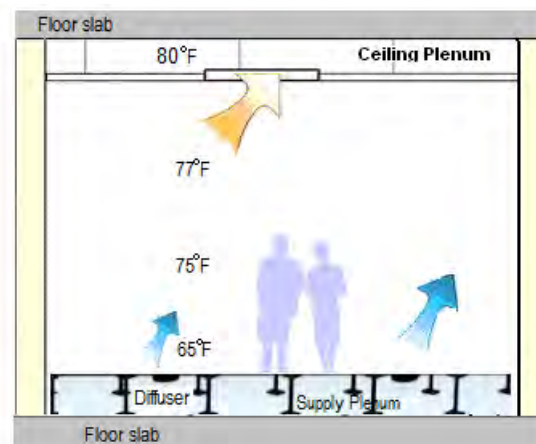 Floor slab
80°F
Ceiling Plenum
77°F
75°F
65°F
Diffuser
Supply Plenum
Floor slab